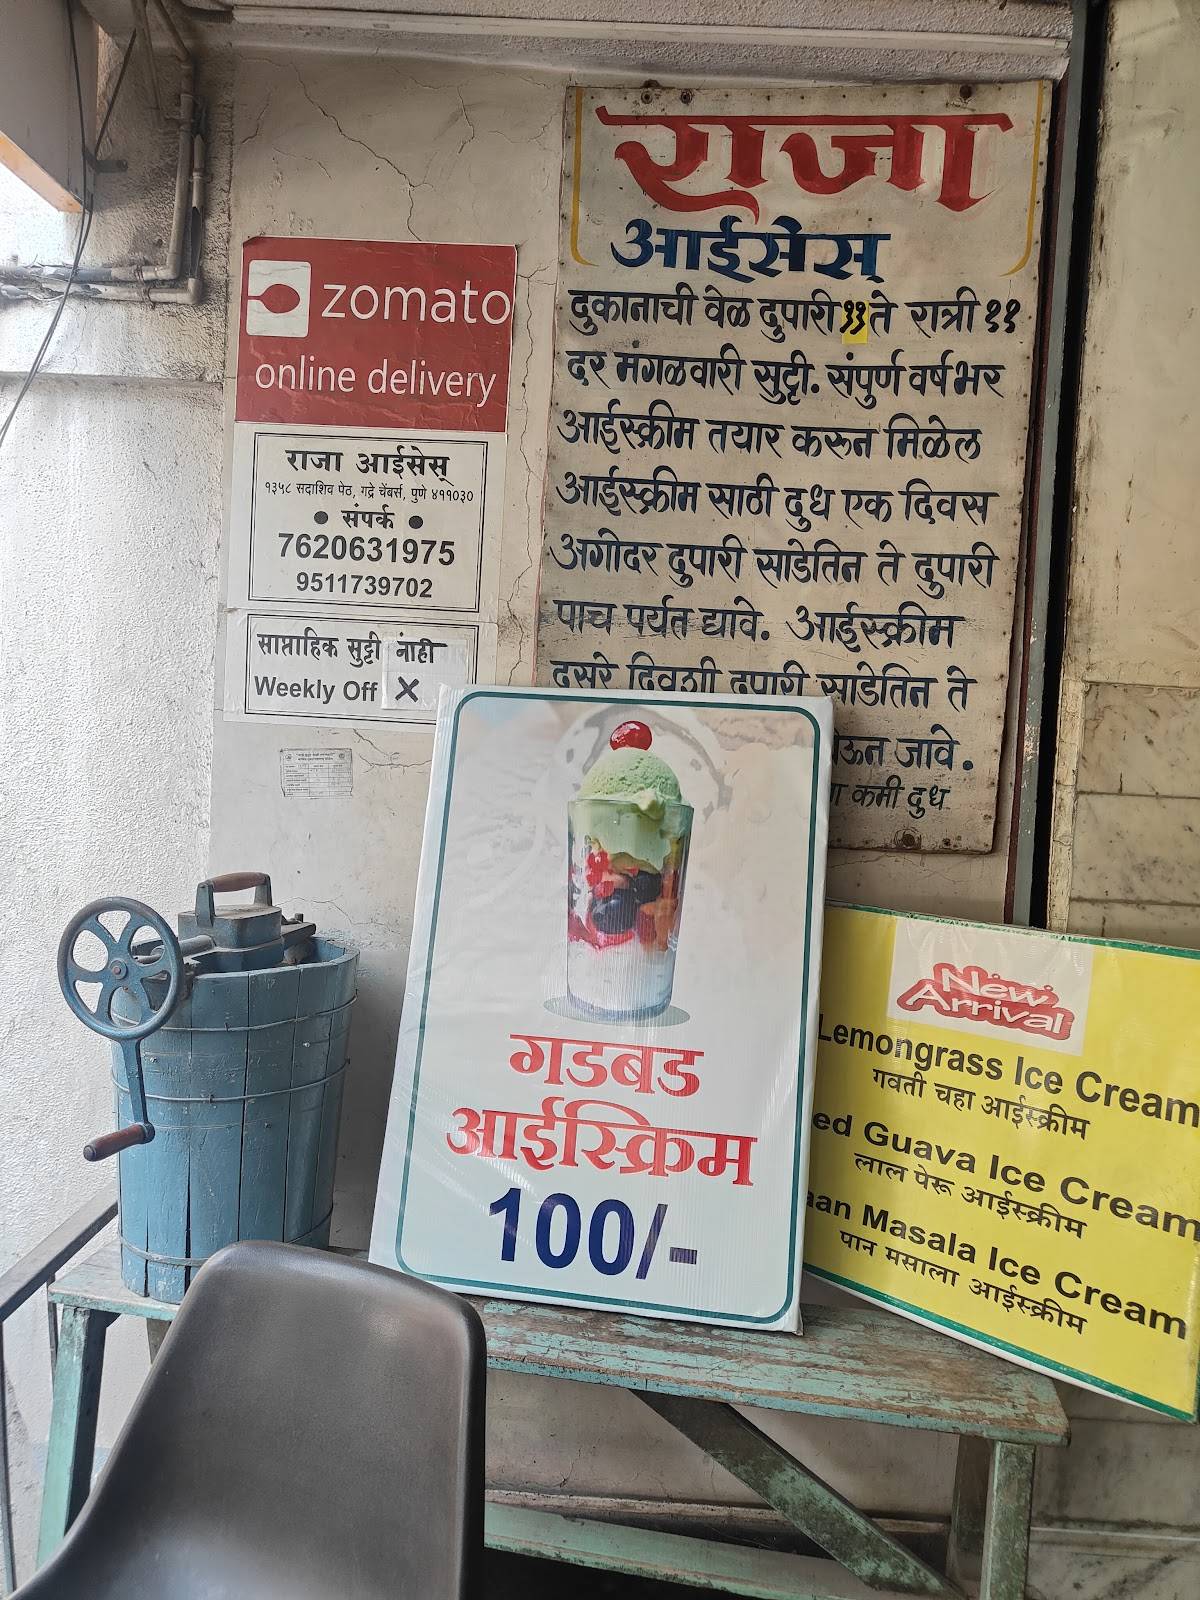 राजा
आईसेस्
दुकानाची वेळ दुपारी ११ ते रात्री ११
दर मंगळवारी सुट्टी. संपुर्ण वर्षभर
आईस्क्रीम तयार करून मिळेल
आईस्क्रीम साठी दुध एक दिवस
अगोदर दुपारी साडेतिन ते दुपारी
पाच पर्यत द्यावे. आईस्क्रीम
दुसरे दिवशी दुपारी साडेतिन ते
जावे.
कमी दुध
zomato
online delivery
राजा आईसेस्
१३५८ सदाशिव पेठ, गद्रे चेंबर्स, पुणे ४११०३०
● संपर्क ●
7620631975
9511739702
साप्ताहिक सुट्टी नांही
Weekly Off ✕
गडबड
आईस्क्रिम
100/-
New
Arrival
Lemongrass Ice Cream
गवती चहा आईस्क्रीम
ed Guava Ice Cream
लाल पेरू आईस्क्रीम
aan Masala Ice Cream
पान मसाला आईस्क्रीम